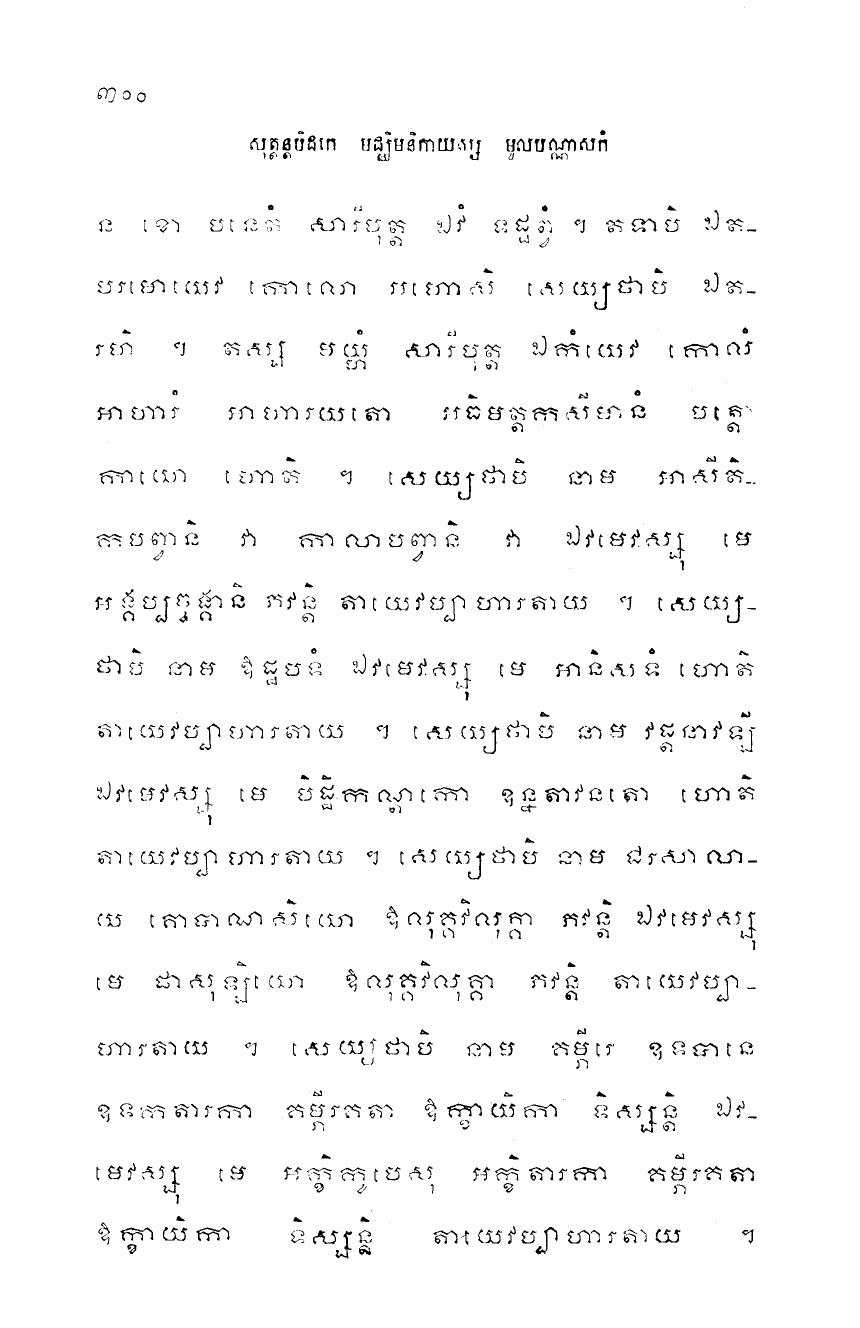 ៣១០
សុត្តន្តបិដកេ មជ្ឈិមនិកាយស្ស មូលបណ្ណាសកំ
ន ខោ បនេតំ សារីបុត្ត ឯវំ ទដ្ឋព្វំ ។ តទាបិ ឯត-
បរមោយេវ កោលោ អហោសិ សេយ្យថាបិ ឯត-
រហិ ។ តស្ស មយ្ហំ សារីបុត្ត ឯកំយេវ កោលំ
អាហារំ អាហារយតោ អធិមត្តកសីមានំ បត្តោ
កាយោ ហោតិ ។ សេយ្យថាបិ នាម អាសីតិ-
កបព្វានិ វា កាលាបព្វានិ វា ឯវមេវស្សុ មេ
អង្គប្បច្ចង្គានិ ភវន្តិ តាយេវប្បាហារតាយ ។ សេយ្យ-
ថាបិ នាម ឱដ្ឋបទំ ឯវមេវស្សុ មេ អានិសទំ ហោតិ
តាយេវប្បាហារតាយ ។ សេយ្យថាបិ នាម វដ្តនាវឡី
ឯវមេវស្សុ មេ បិដ្ឋិកណ្ដកោ ឧន្នតាវនតោ ហោតិ
តាយេវប្បាហារតាយ ។ សេយ្យថាបិ នាម ជរសាលា-
យ គោបាណសិយោ ឱលុគ្គវិលុគ្គា ភវន្តិ ឯវមេវស្សុ
មេ ផាសុឡិយោ ឱលុគ្គវិលុគ្គា ភវន្តិ តាយេវប្បា-
ហារតាយ ។ សេយ្យថាបិ នាម គម្ភីរេ ឧទបានេ
ឧទកតារកា គម្ភីរគតា ឱក្ខាយិកា ទិស្សន្តិ ឯវ-
មេវស្សុ មេ អក្ខិកូបេសុ អក្ខិតារកា គម្ភីរគតា
ឱក្ខាយិកា ទិស្សន្តិ តាយេវប្បាហារតាយ ។